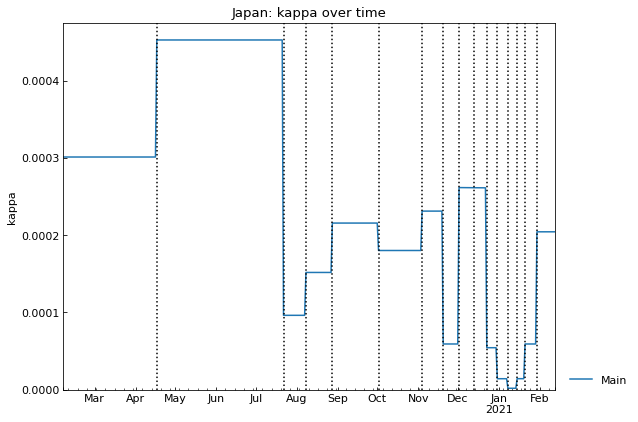 Japan: kappa over time
kappa
0.0004
0.0003
0.0002
0.0001
0.0000
Mar Apr May Jun Jul Aug Sep Oct Nov Dec Jan Feb
2021
Main